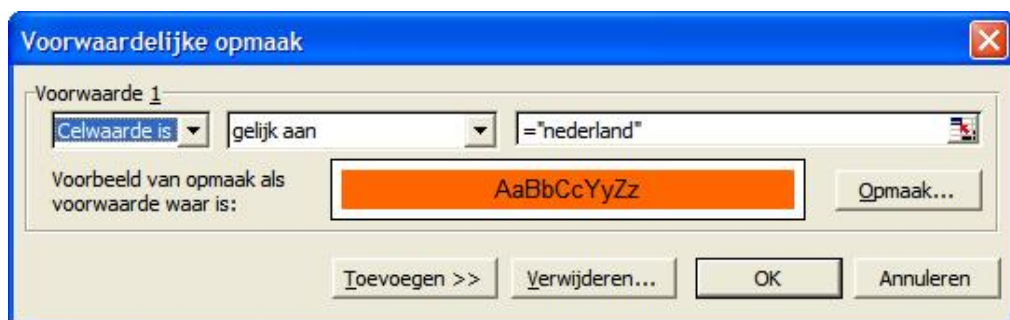 Voorwaardelijke opmaak
Voorwaarde 1
Celwaarde is gelijk aan ="nederland"
Voorbeeld van opmaak als
voorwaarde waar is:
AaBbCcYyZz
Opmaak...
Toevoegen >> Verwijderen... OK Annuleren